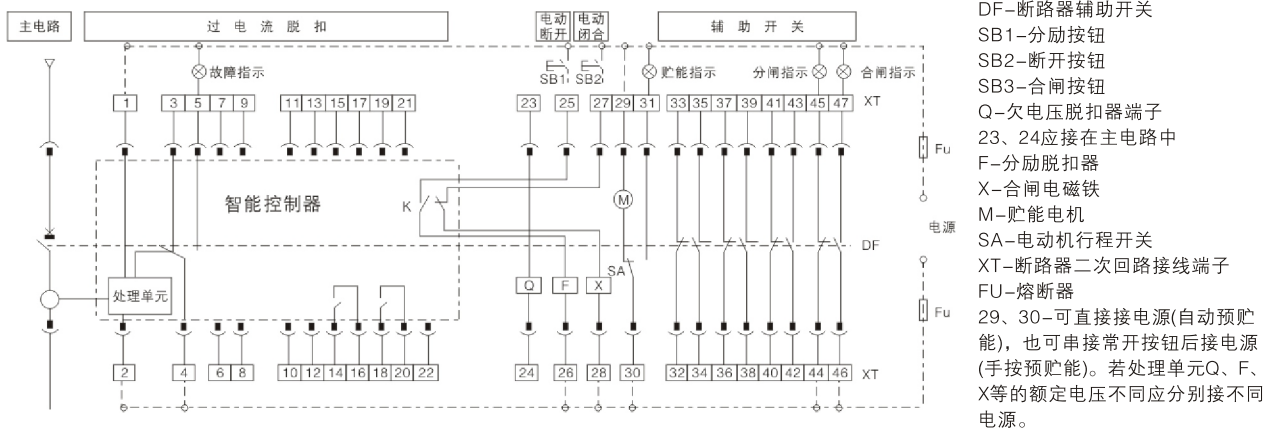 主电路
过电流脱扣
电动断开
电动闭合
辅助开关
故障指示
SB1
SB2
贮能指示
分闸指示
合闸指示
1 3 5 7 9 11 13 15 17 19 21 23 25 27 29 31 33 35 37 39 41 43 45 47 XT
Fu
智能控制器
K
M
电源
DF
SA
处理单元
Q
F
X
Fu
2 4 6 8 10 12 14 16 18 20 22 24 26 28 30 32 34 36 38 40 42 44 46 XT
DF-断路器辅助开关
SB1-分励按钮
SB2-断开按钮
SB3-合闸按钮
Q-欠电压脱扣器端子
23、24应接在主电路中
F-分励脱扣器
X-合闸电磁铁
M-贮能电机
SA-电动机行程开关
XT-断路器二次回路接线端子
FU-熔断器
29、30-可直接接电源(自动预贮
能)，也可串接常开按钮后接电源
(手按预贮能)。若处理单元Q、F、
X等的额定电压不同应分别接不同
电源。